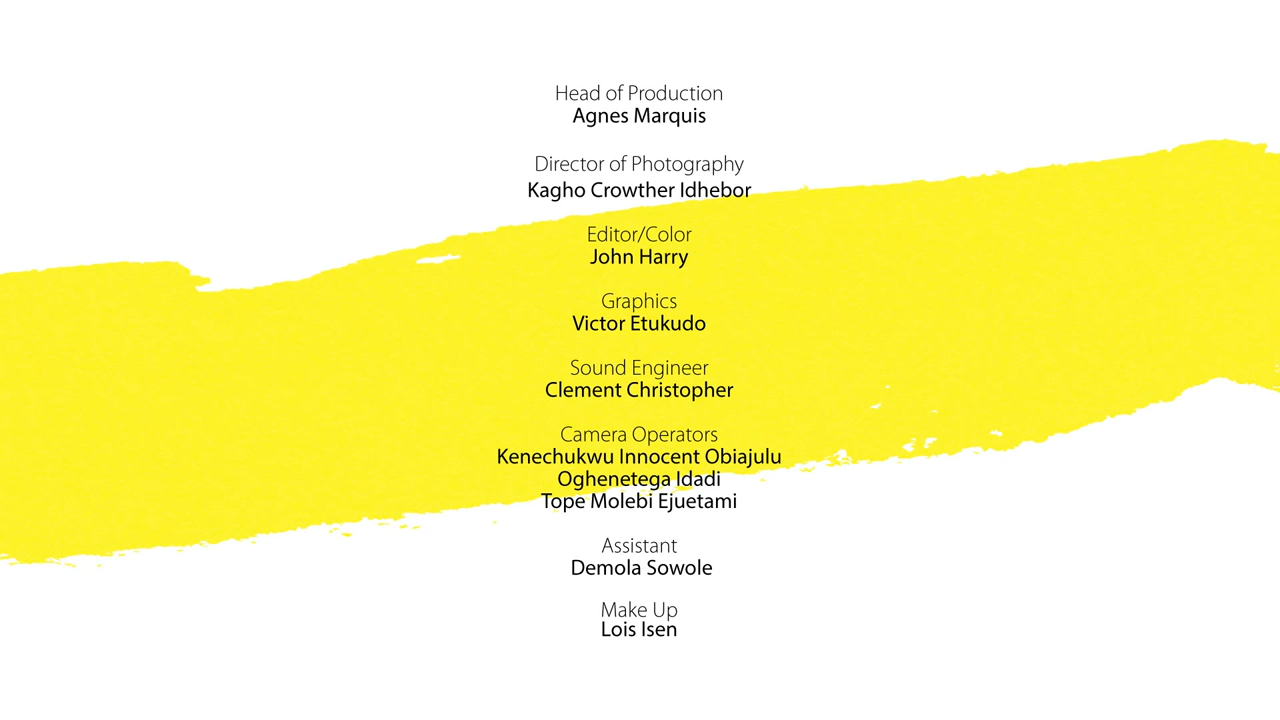 Head of Production
Agnes Marquis
Director of Photography
Kagho Crowther Idhebor
Editor/Color
John Harry
Graphics
Victor Etukudo
Sound Engineer
Clement Christopher
Camera Operators
Kenechukwu Innocent Obiajulu
Oghenetega Idadi
Tope Molebi Ejuetami
Assistant
Demola Sowole
Make Up
Lois Isen